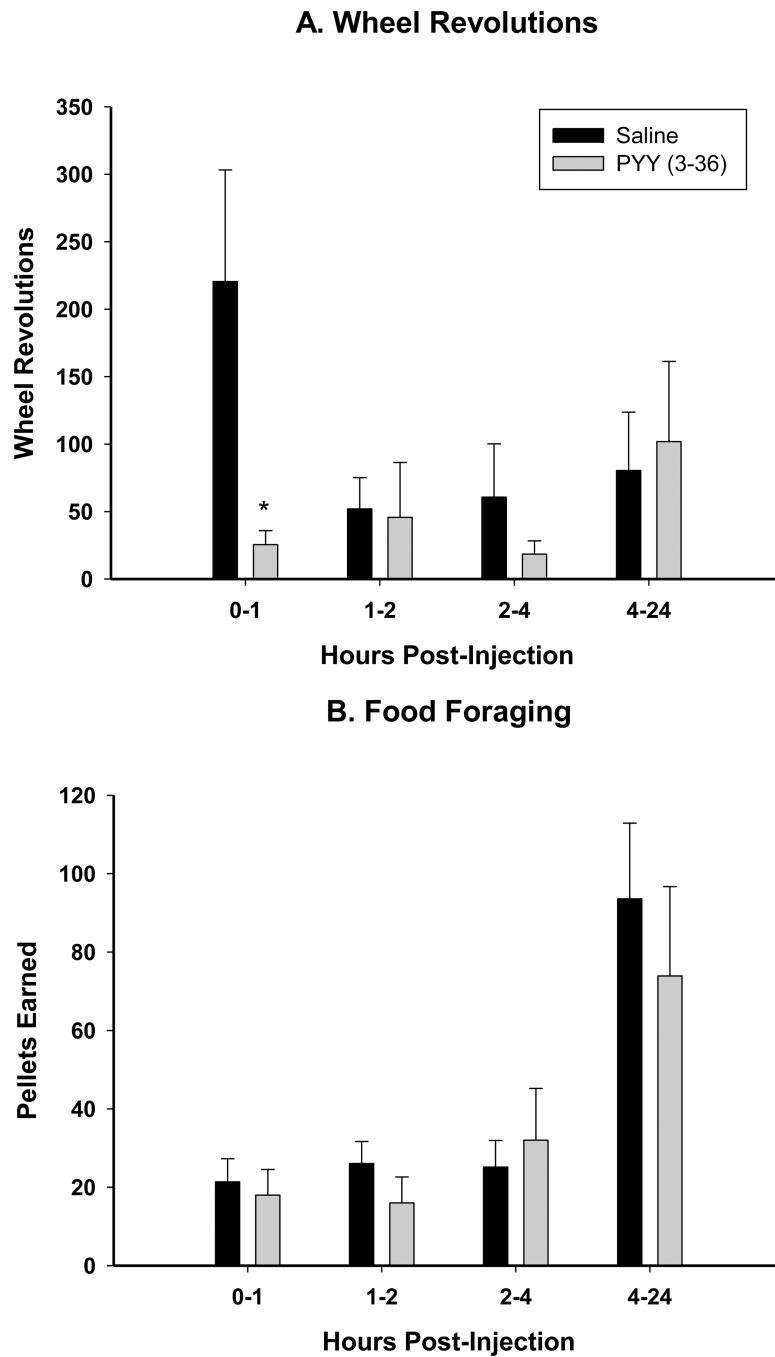 A. Wheel Revolutions
350
300
250
200
150
100
50
0
Wheel Revolutions
Saline
PYY (3-36)
*
0-1 1-2 2-4 4-24
Hours Post-Injection
B. Food Foraging
120
100
80
60
40
20
0
Pellets Earned
0-1 1-2 2-4 4-24
Hours Post-Injection